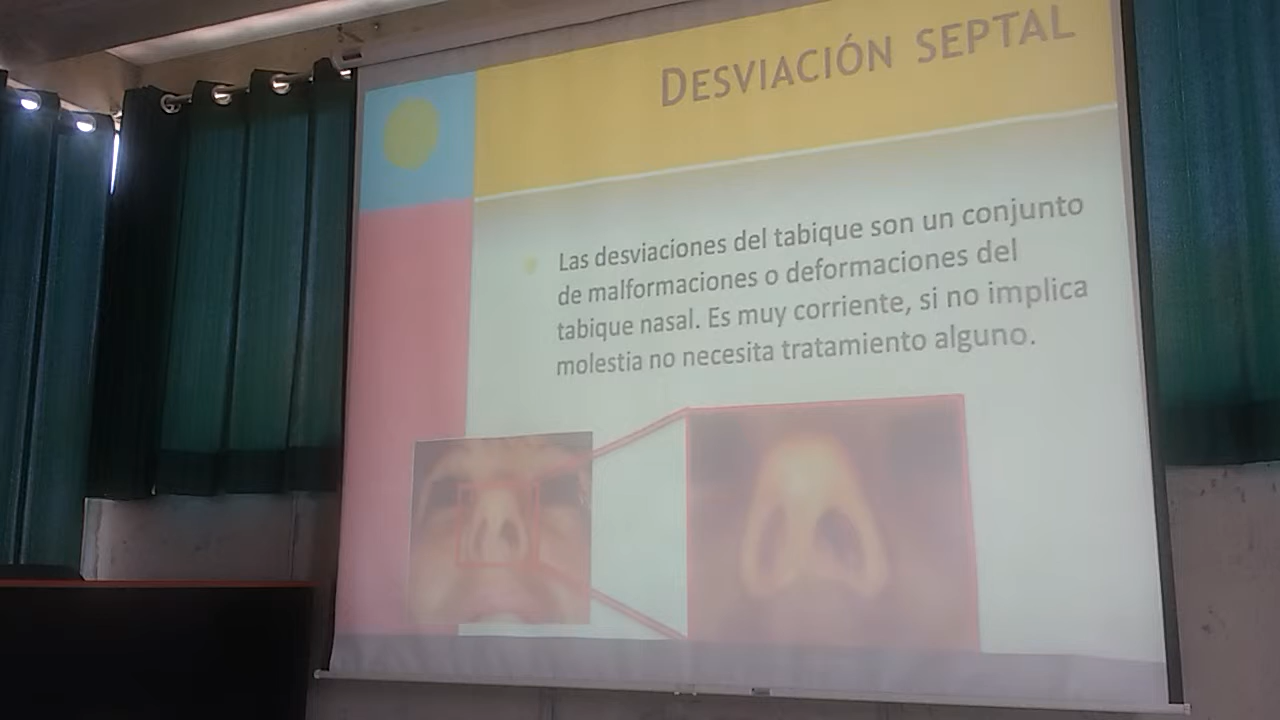 DESVIACIÓN SEPTAL
Las desviaciones del tabique son un conjunto
de malformaciones o deformaciones del
tabique nasal. Es muy corriente, si no implica
molestia no necesita tratamiento alguno.